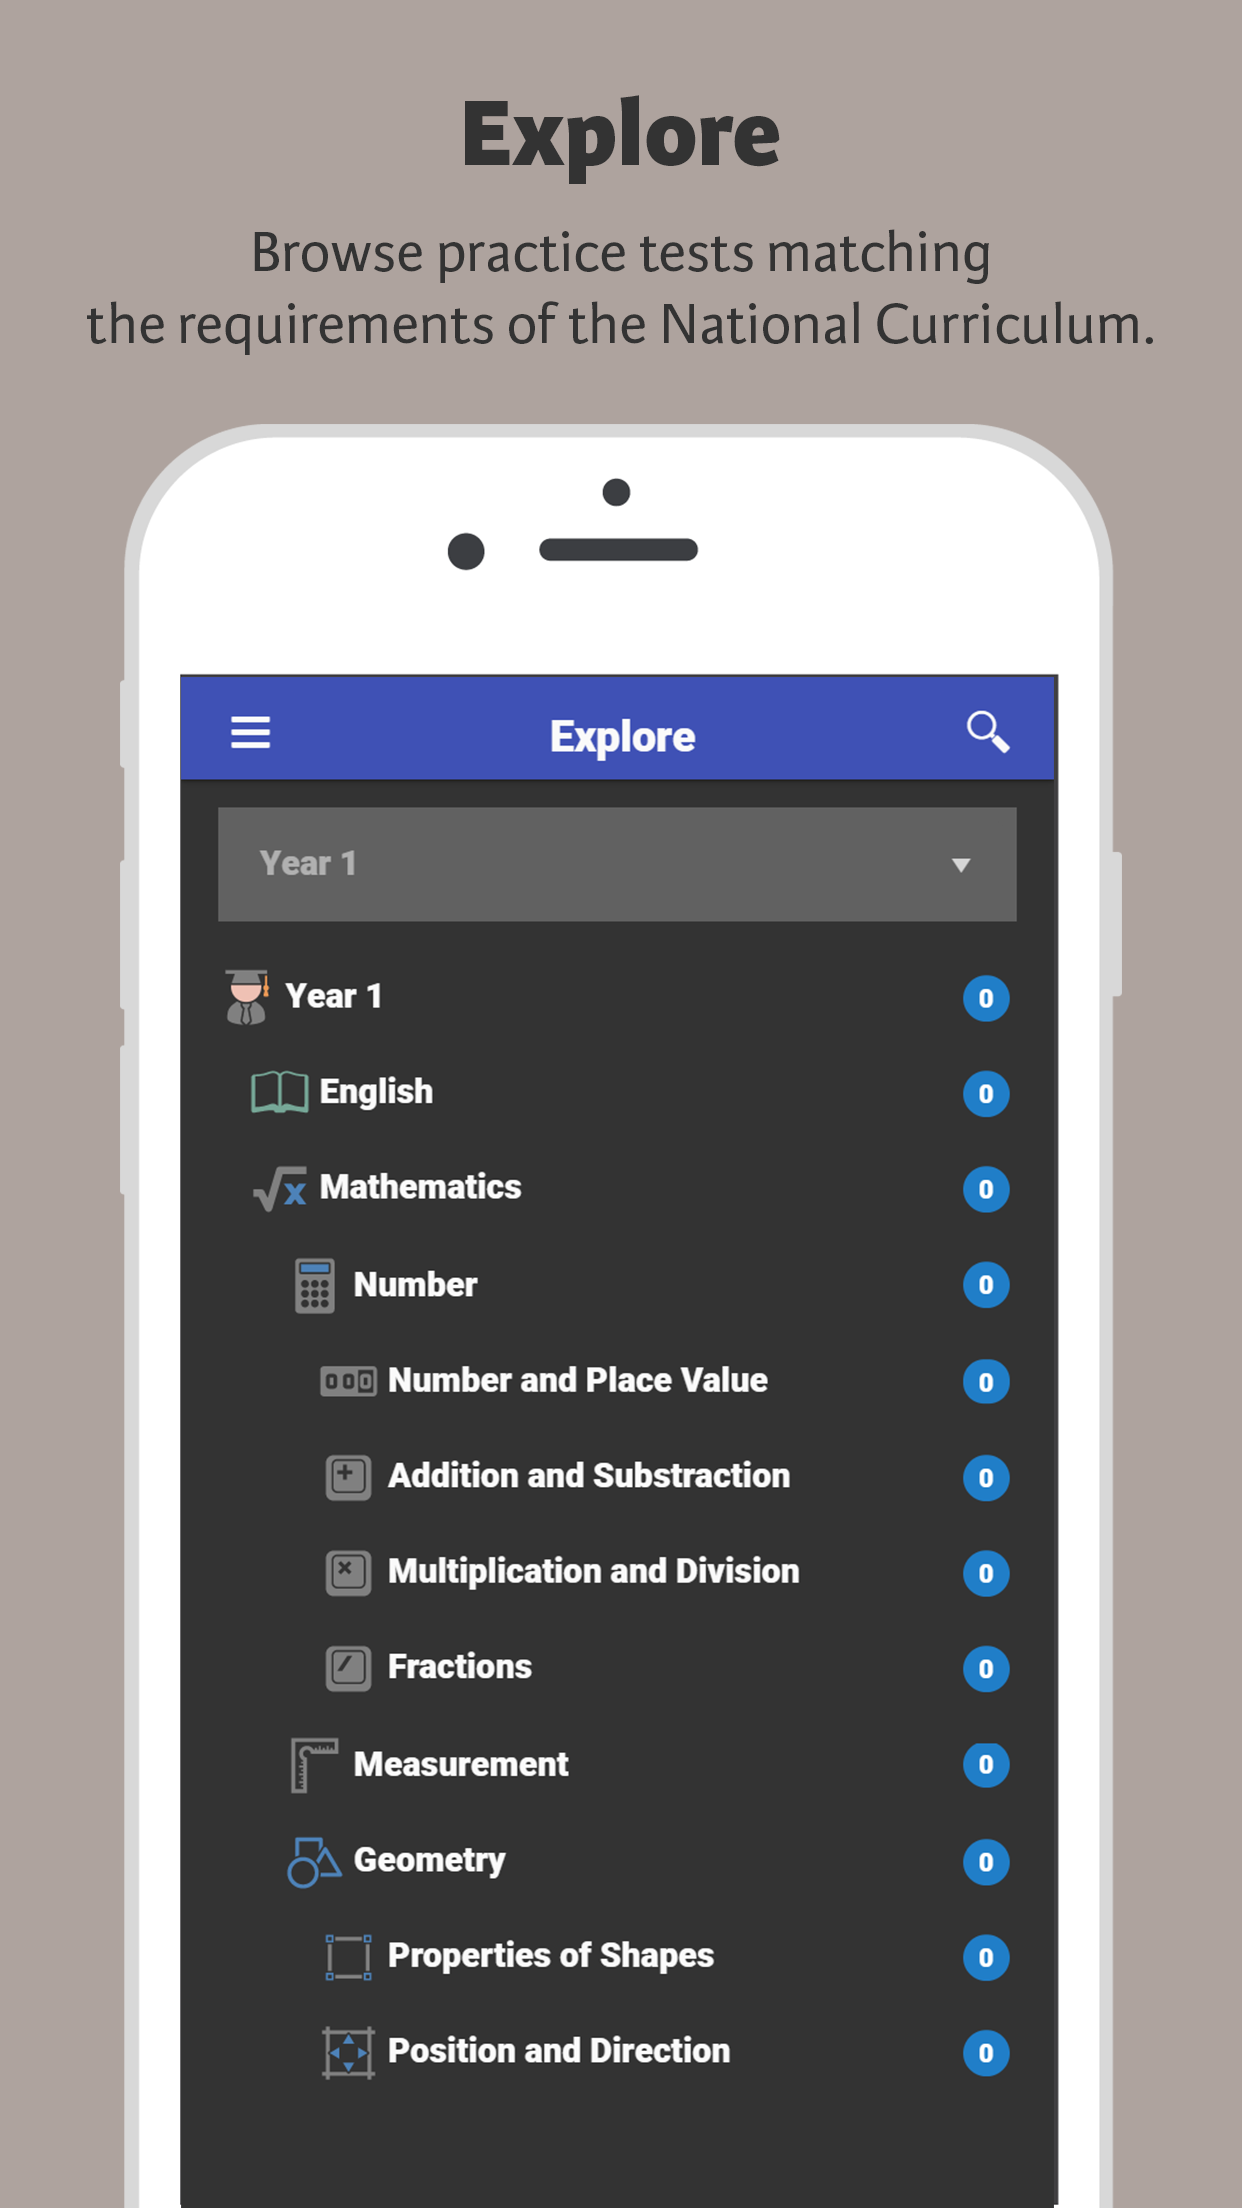 Explore
Browse practice tests matching
the requirements of the National Curriculum.
Explore
Year 1
Year 1 0
English 0
x Mathematics 0
Number 0
000 Number and Place Value 0
+ Addition and Substraction 0
× Multiplication and Division 0
/ Fractions 0
Measurement 0
Geometry 0
Properties of Shapes 0
Position and Direction 0